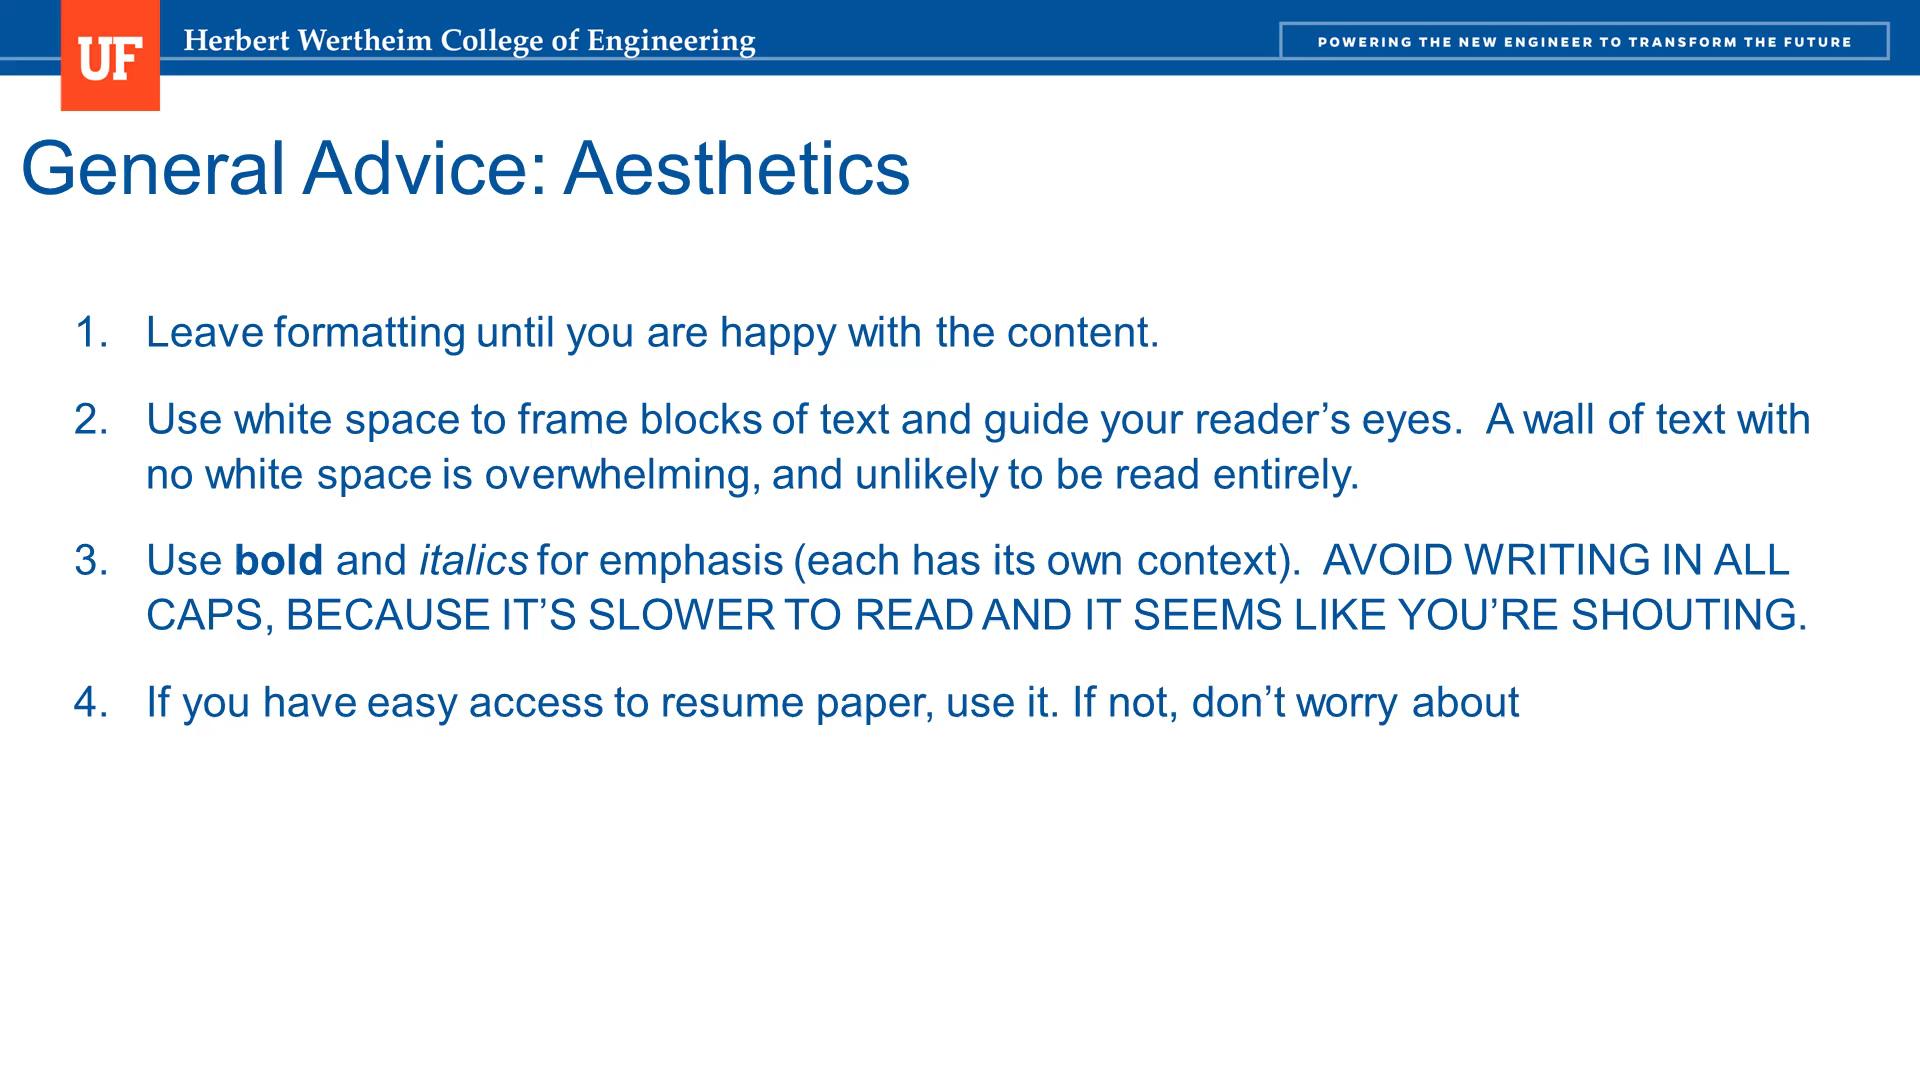 UF
Herbert Wertheim College of Engineering
POWERING THE NEW ENGINEER TO TRANSFORM THE FUTURE
General Advice: Aesthetics
1. Leave formatting until you are happy with the content.
2. Use white space to frame blocks of text and guide your reader’s eyes.  A wall of text with
no white space is overwhelming, and unlikely to be read entirely.
3. Use bold and italics for emphasis (each has its own context).  AVOID WRITING IN ALL
CAPS, BECAUSE IT’S SLOWER TO READ AND IT SEEMS LIKE YOU’RE SHOUTING.
4. If you have easy access to resume paper, use it. If not, don’t worry about